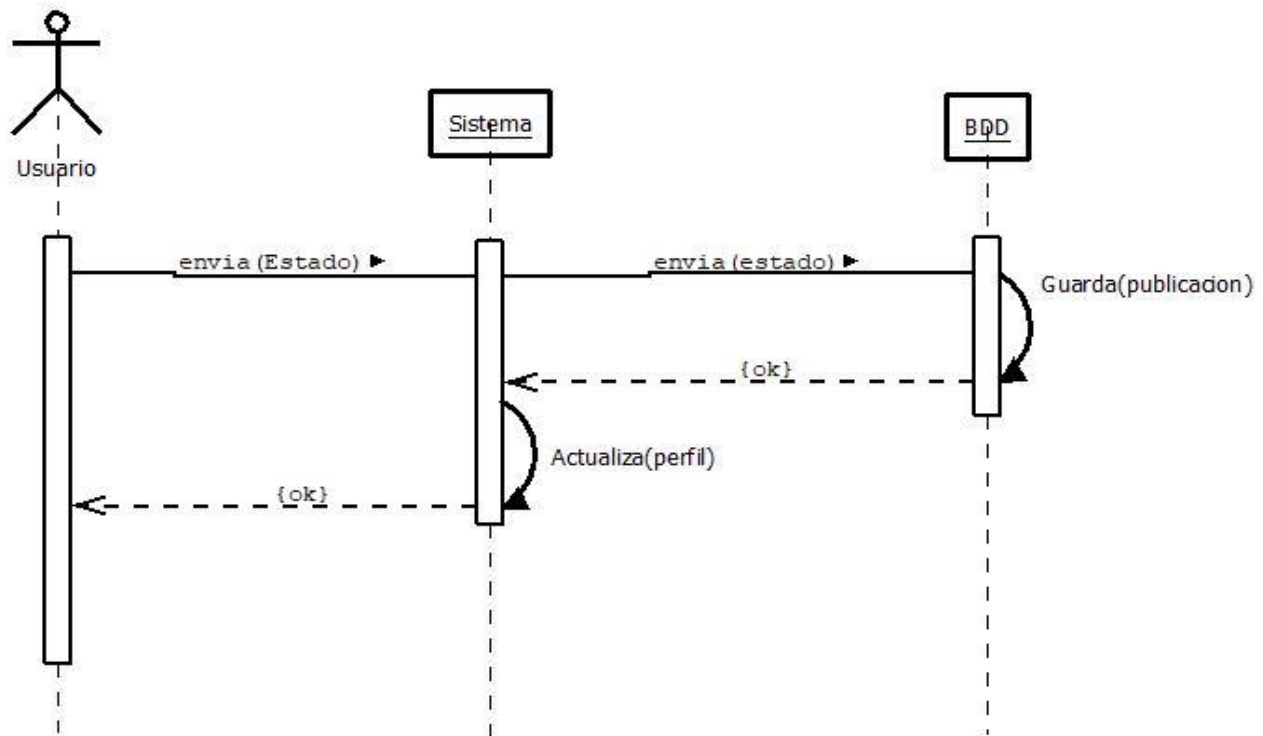 Usuario
Sistema
BDD
envia(Estado)
envia(estado)
Guarda(publicacion)
{ok}
Actualiza(perfil)
{ok}